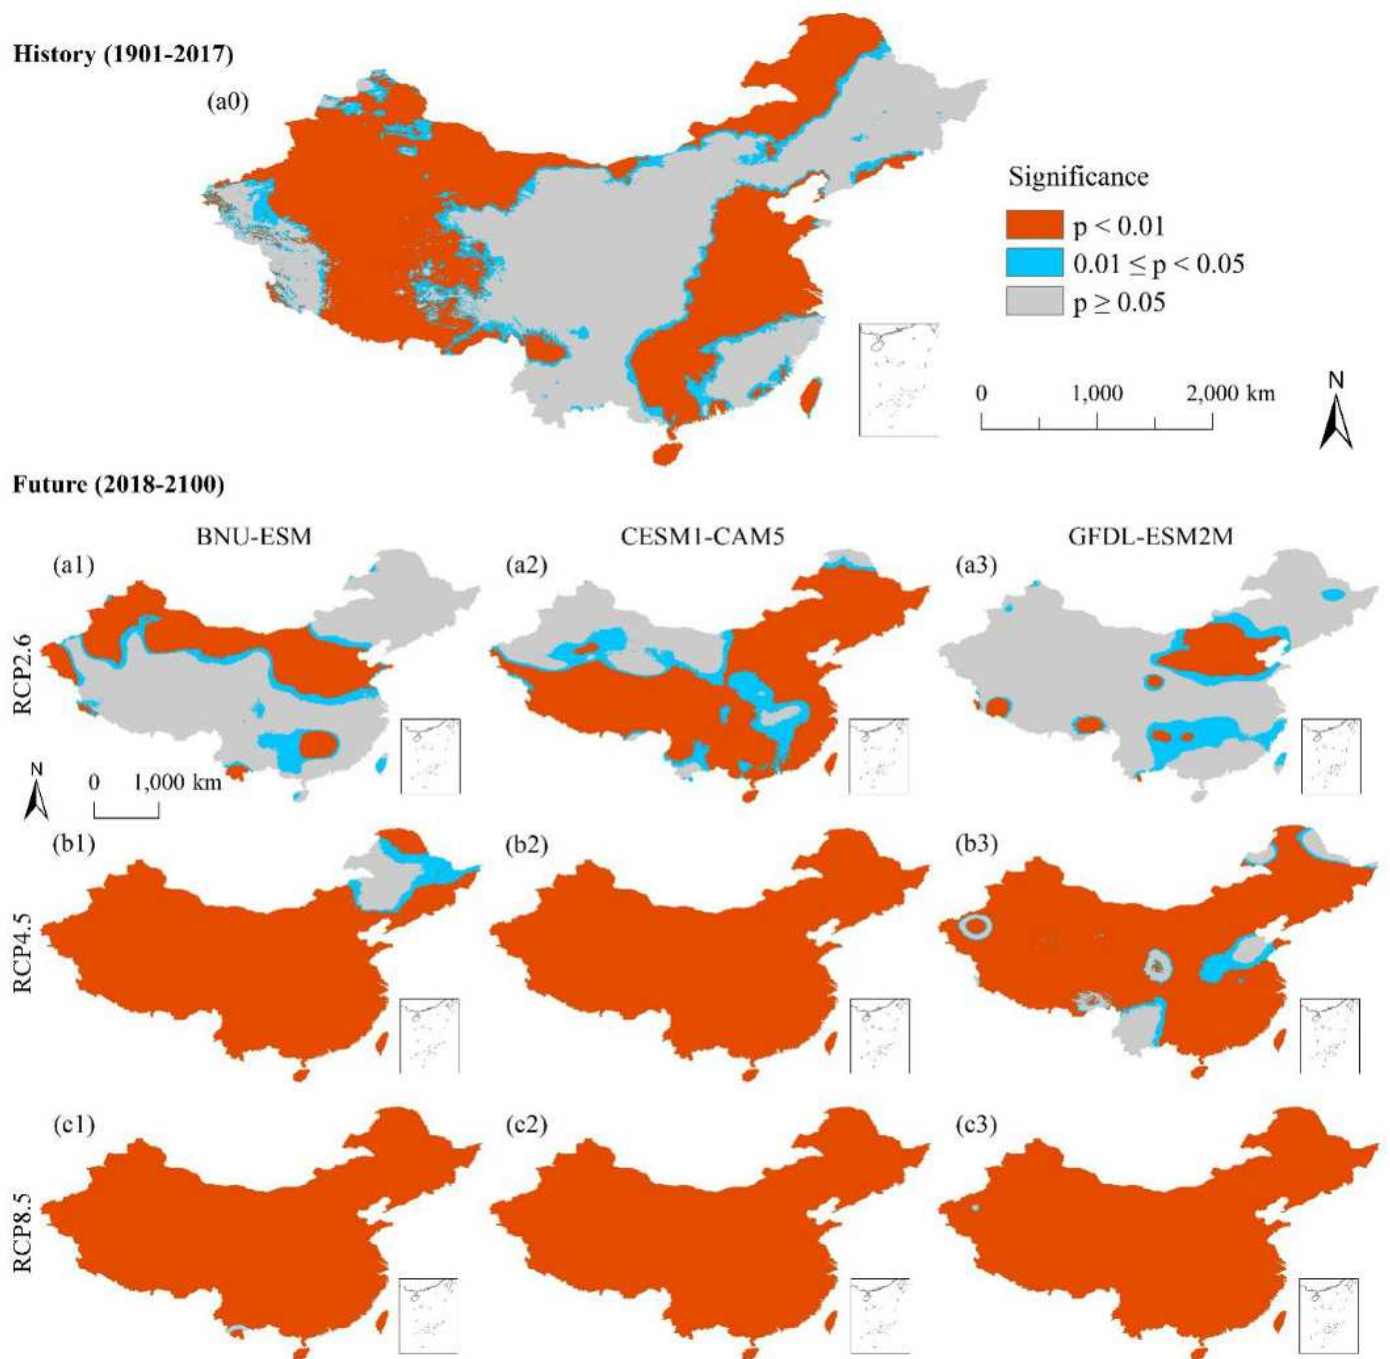 History (1901-2017)
(a0)
Significance
p < 0.01
0.01 ≤ p < 0.05
p ≥ 0.05
0 1,000 2,000 km
N
Future (2018-2100)
BNU-ESM CESM1-CAM5 GFDL-ESM2M
(a1) (a2) (a3)
RCP2.6
N
0 1,000 km
(b1) (b2) (b3)
RCP4.5
(c1) (c2) (c3)
RCP8.5